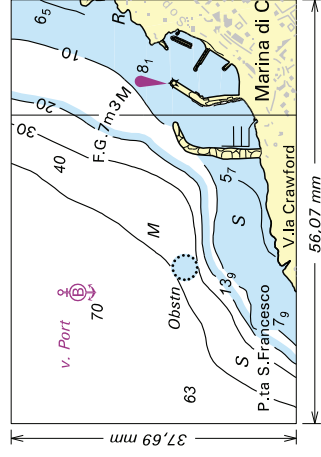 6₅
R
10
8₁
20
F.G.7m3M
30
40
Marina di C
M
5₇
S
V.la Crawford
v. Port
B
70
Obstn
13₉
S
P.ta S.Francesco
7₉
63
56.07 mm
37,69 mm